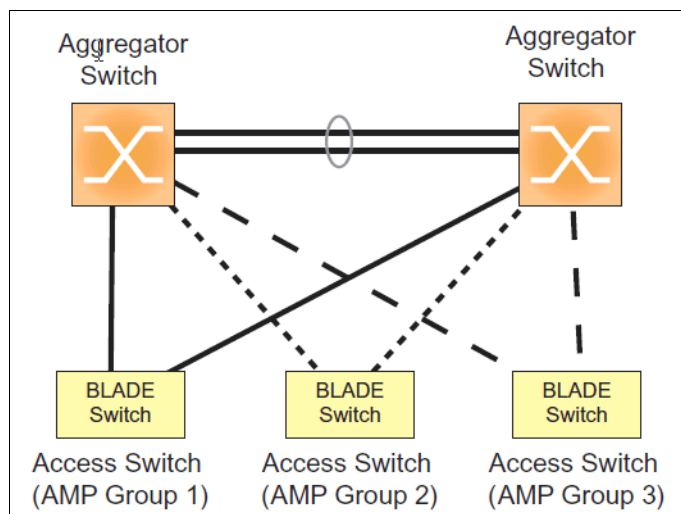 Aggregator
Switch
Aggregator
Switch
BLADE
Switch
BLADE
Switch
BLADE
Switch
Access Switch
(AMP Group 1)
Access Switch
(AMP Group 2)
Access Switch
(AMP Group 3)